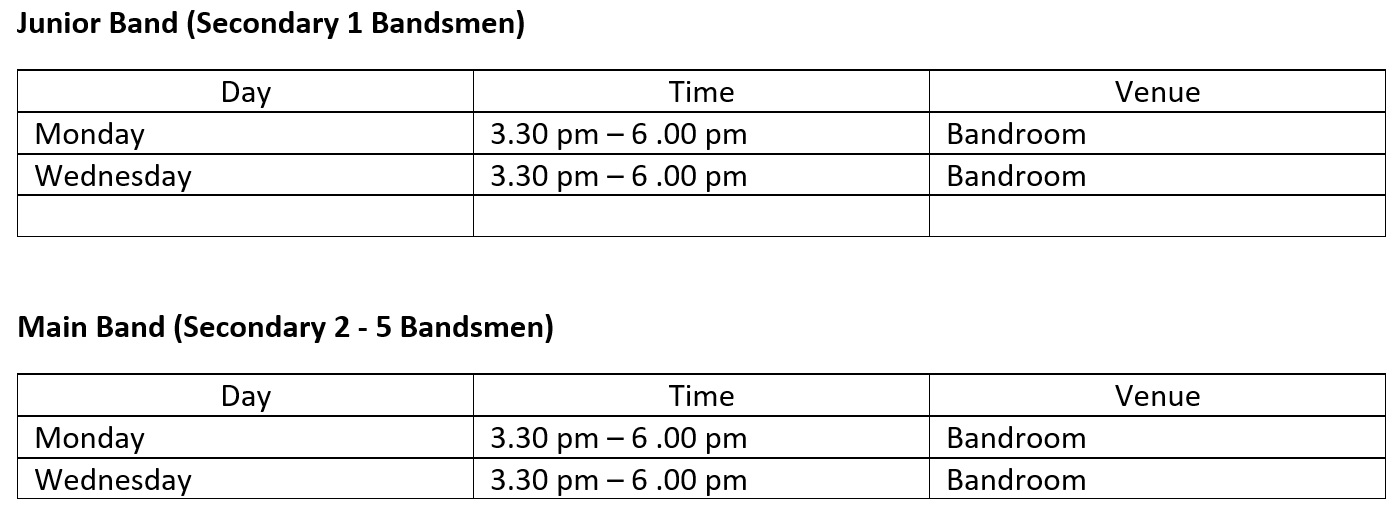 Junior Band (Secondary 1 Bandsmen)
Day Time Venue
Monday 3.30 pm – 6 .00 pm Bandroom
Wednesday 3.30 pm – 6 .00 pm Bandroom
Main Band (Secondary 2 - 5 Bandsmen)
Day Time Venue
Monday 3.30 pm – 6 .00 pm Bandroom
Wednesday 3.30 pm – 6 .00 pm Bandroom